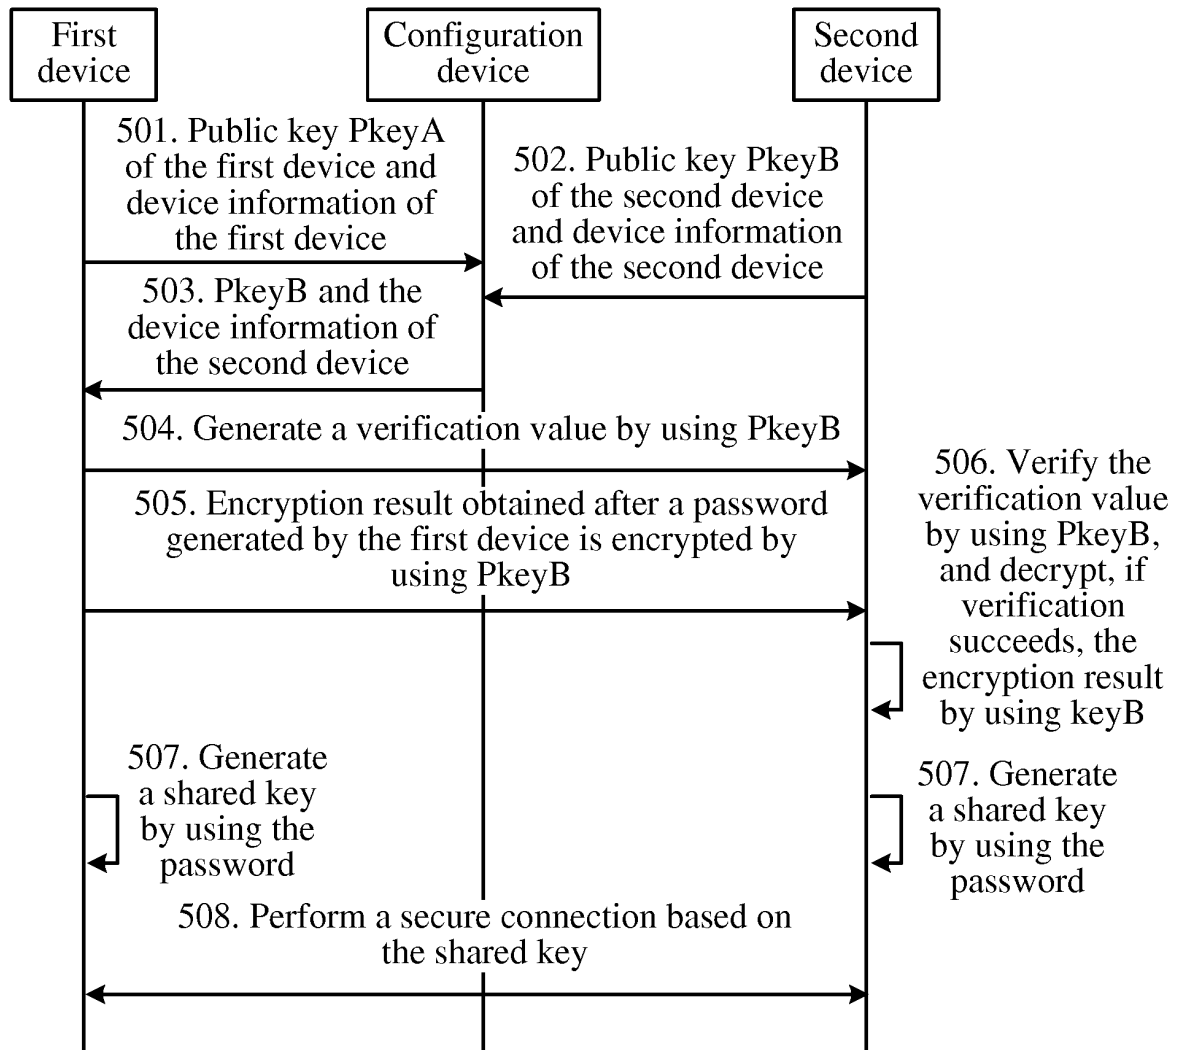 First
device
Configuration
device
Second
device
501. Public key PkeyA
of the first device and
device information of
the first device
502. Public key PkeyB
of the second device
and device information
of the second device
503. PkeyB and the
device information of
the second device
504. Generate a verification value by using PkeyB
505. Encryption result obtained after a password
generated by the first device is encrypted by
using PkeyB
506. Verify the
verification value
by using PkeyB,
and decrypt, if
verification
succeeds, the
encryption result
by using keyB
507. Generate
a shared key
by using the
password
507. Generate
a shared key
by using the
password
508. Perform a secure connection based on
the shared key